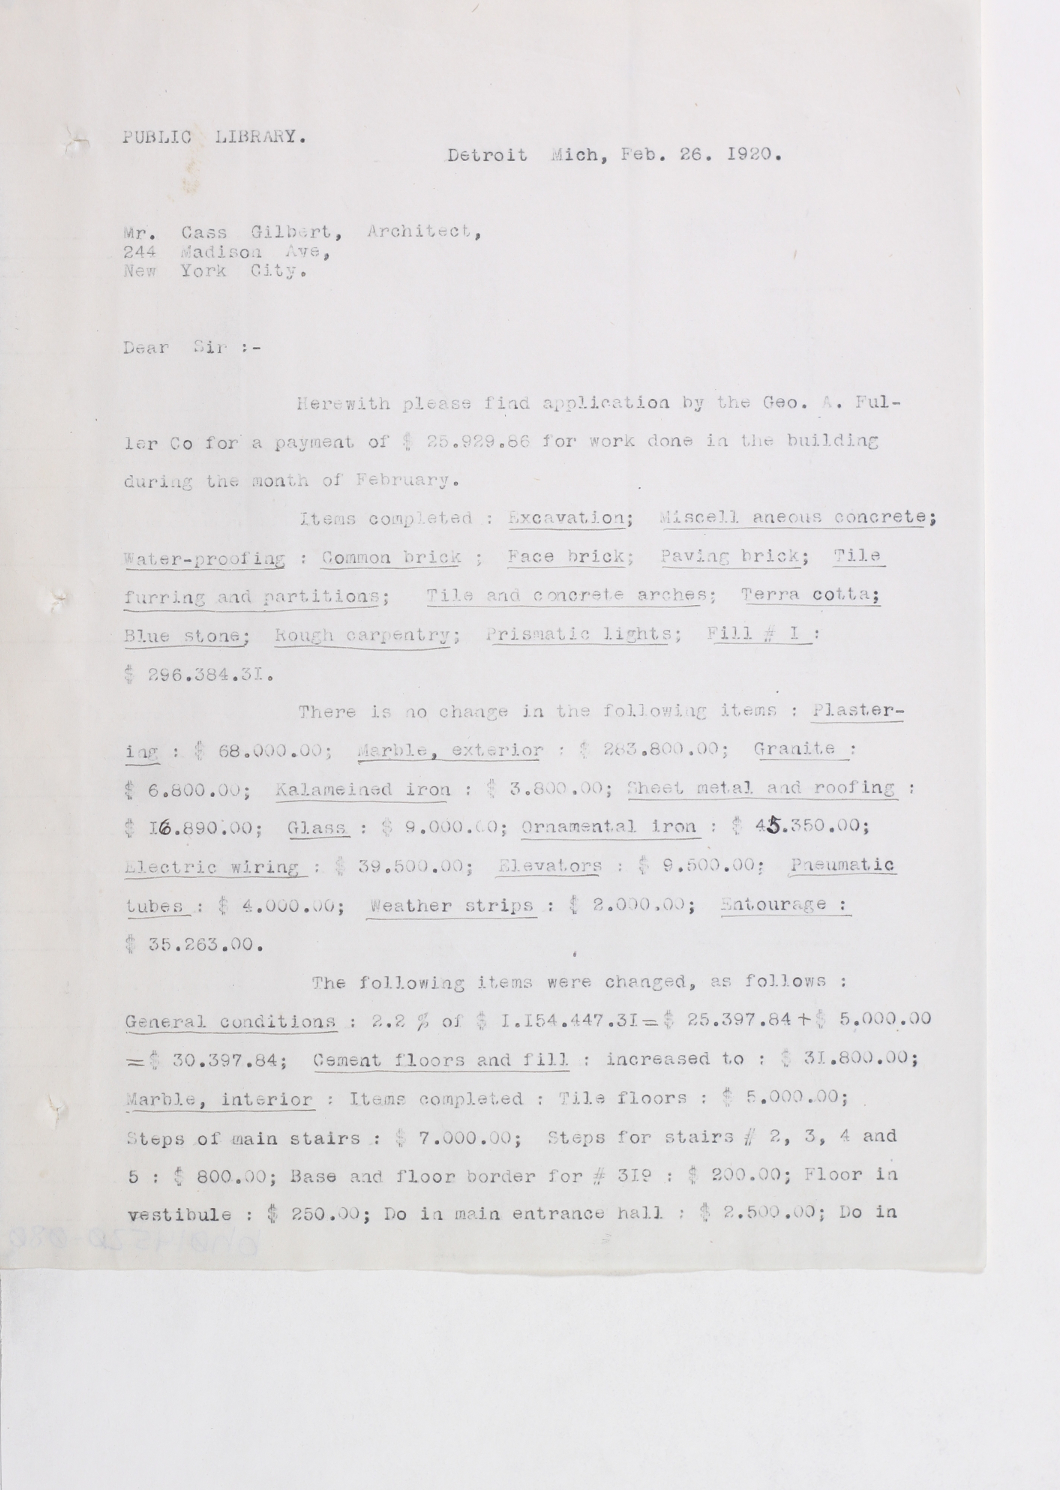 PUBLIC LIBRARY.
Detroit Mich, Feb. 26. I920.
Mr. Cass Gilbert, Architect,
244 Madison Ave,
New York City.
Dear Sir :-
Herewith please find application by the Geo. A. Ful-
ler Co for a payment of $ 25.929.86 for work done in the building
during the month of February.
Items completed : Excavation; Miscell aneous concrete;
Water-proofing : Common brick ; Face brick; Paving brick; Tile
furring and partitions; Tile and concrete arches; Terra cotta;
Blue stone; Rough carpentry; Prismatic lights; Fill # I :
$ 296.384.3I.
There is no change in the following items : Plaster-
ing : $ 68.000.00; Marble, exterior : $ 263.800.00; Granite :
$ 6.800.00; Kalameined iron : $ 3.800.00; Sheet metal and roofing :
$ I6.890.00; Glass : $ 9.000.00; Ornamental iron : $ 45.350.00;
Electric wiring : $ 39.500.00; Elevators : $ 9.500.00; Pneumatic
tubes : $ 4.000.00; Weather strips : $ 2.000.00; Entourage :
$ 35.263.00.
The following items were changed, as follows :
General conditions : 2.2 % of $ I.I54.447.3I=$ 25.397.84+$ 5.000.00
=$ 30.397.84; Cement floors and fill : increased to : $ 3I.800.00;
Marble, interior : Items completed : Tile floors : $ 5.000.00;
Steps of main stairs : $ 7.000.00; Steps for stairs # 2, 3, 4 and
5 : $ 800.00; Base and floor border for # 3I9 : $ 200.00; Floor in
vestibule : $ 250.00; Do in main entrance hall : $ 2.500.00; Do in